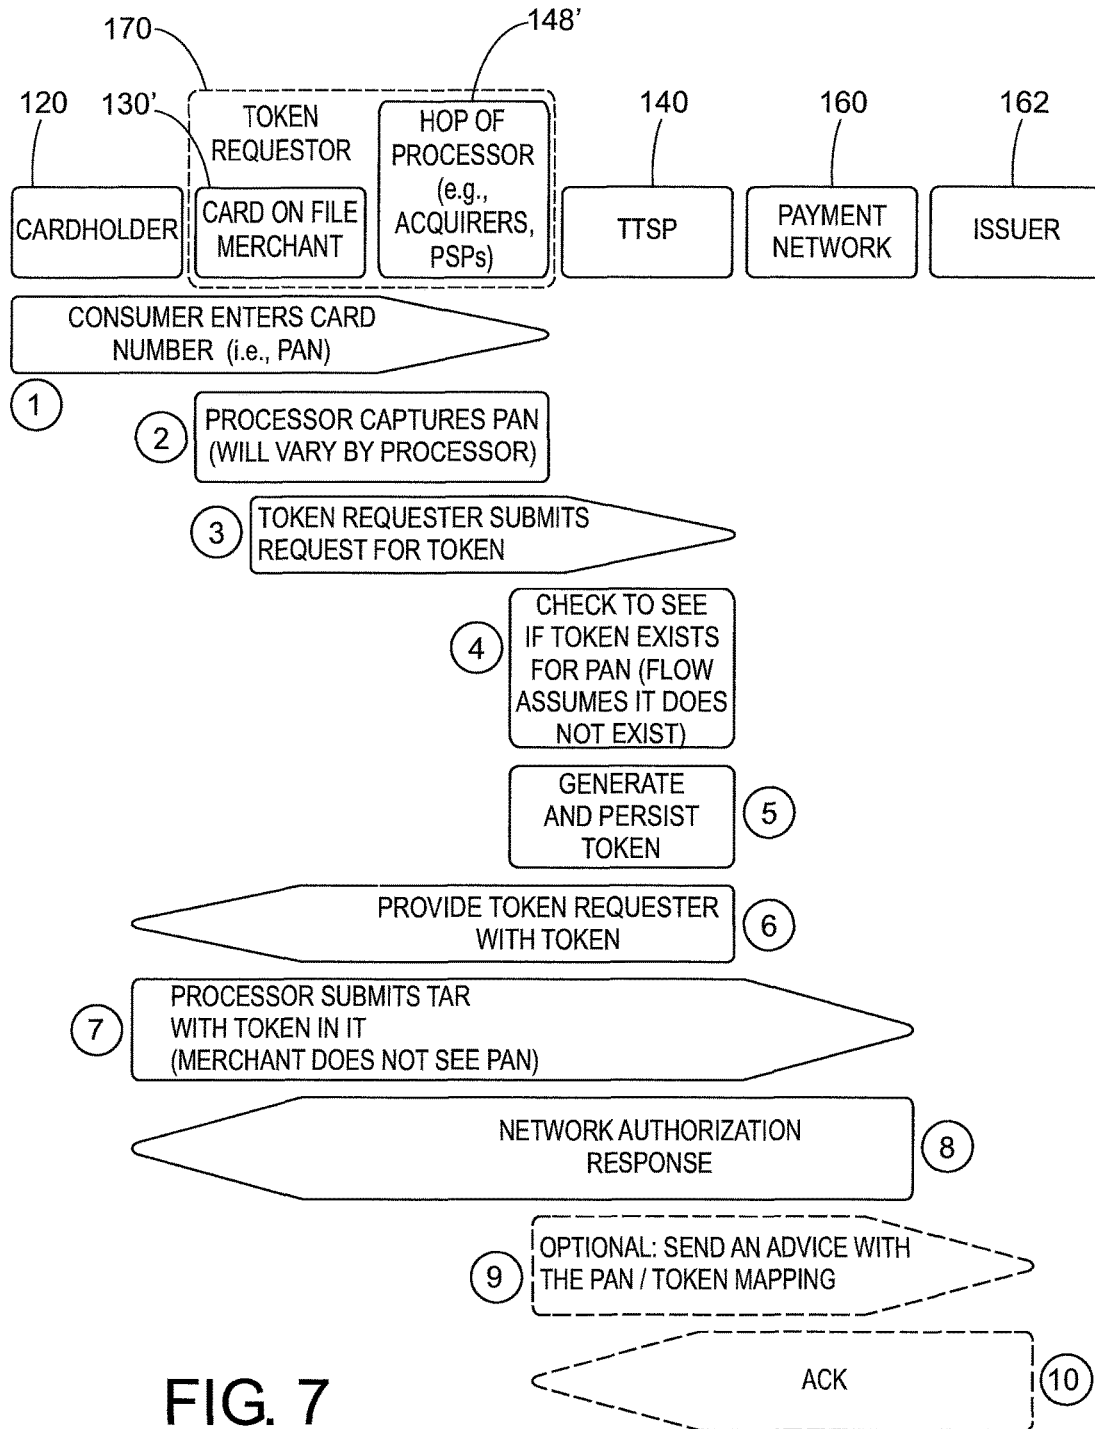 148’
170
120
130’
140
160
162
TOKEN
REQUESTOR
HOP OF
PROCESSOR
(e.g.,
ACQUIRERS,
PSPs)
CARDHOLDER
CARD ON FILE
MERCHANT
TTSP
PAYMENT
NETWORK
ISSUER
CONSUMER ENTERS CARD
NUMBER (i.e., PAN)
1
2
PROCESSOR CAPTURES PAN
(WILL VARY BY PROCESSOR)
3
TOKEN REQUESTER SUBMITS
REQUEST FOR TOKEN
4
CHECK TO SEE
IF TOKEN EXISTS
FOR PAN (FLOW
ASSUMES IT DOES
NOT EXIST)
GENERATE
AND PERSIST
TOKEN
5
PROVIDE TOKEN REQUESTER
WITH TOKEN
6
7
PROCESSOR SUBMITS TAR
WITH TOKEN IN IT
(MERCHANT DOES NOT SEE PAN)
NETWORK AUTHORIZATION
RESPONSE
8
9
OPTIONAL: SEND AN ADVICE WITH
THE PAN / TOKEN MAPPING
ACK
10
FIG. 7